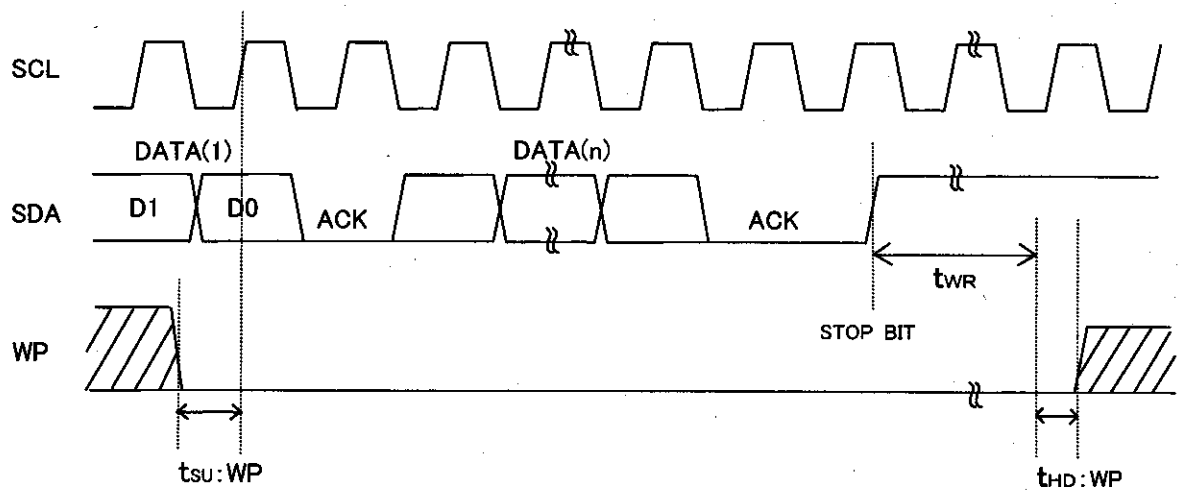 SCL
DATA(1)
DATA(n)
SDA
D1
D0
ACK
ACK
tWR
STOP BIT
WP
tSU:WP
tHD:WP